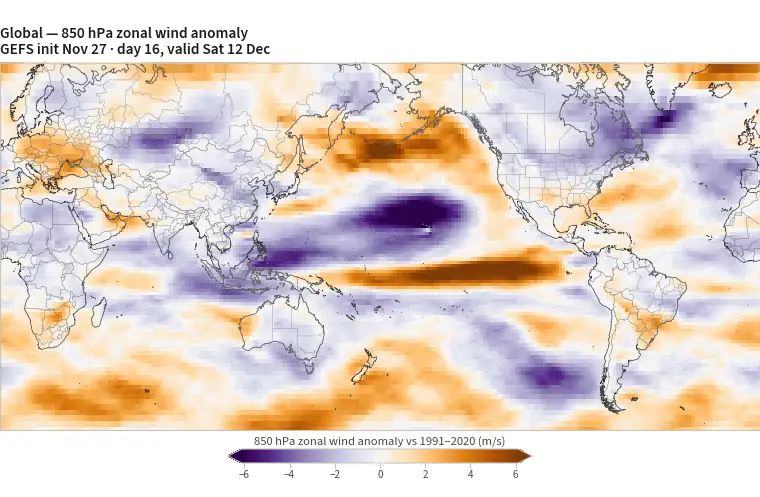 Global — 850 hPa zonal wind anomaly
GEFS init Nov 27 · day 16, valid Sat 12 Dec
850 hPa zonal wind anomaly vs 1991–2020 (m/s)
−6 −4 −2 0 2 4 6